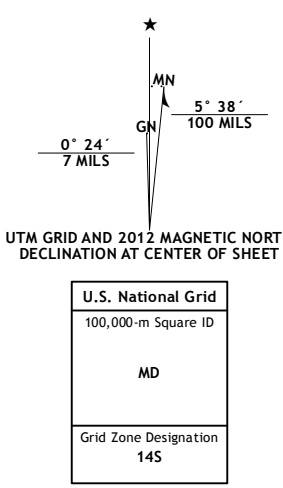 ★
MN
5° 38´
100 MILS
GN
0° 24´
7 MILS
UTM GRID AND 2012 MAGNETIC NORT
DECLINATION AT CENTER OF SHEET
U.S. National Grid
100,000-m Square ID
MD
Grid Zone Designation
14S